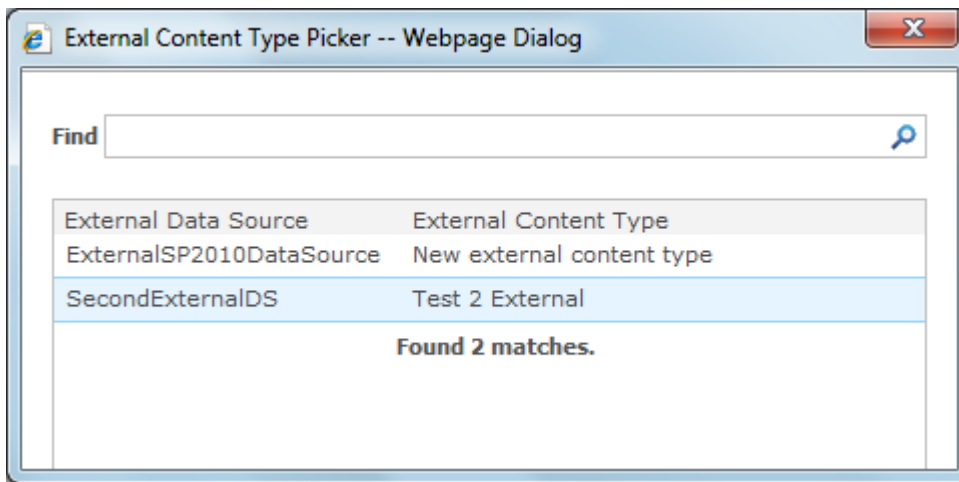 External Content Type Picker -- Webpage Dialog
Find
External Data Source External Content Type
ExternalSP2010DataSource New external content type
SecondExternalDS Test 2 External
Found 2 matches.